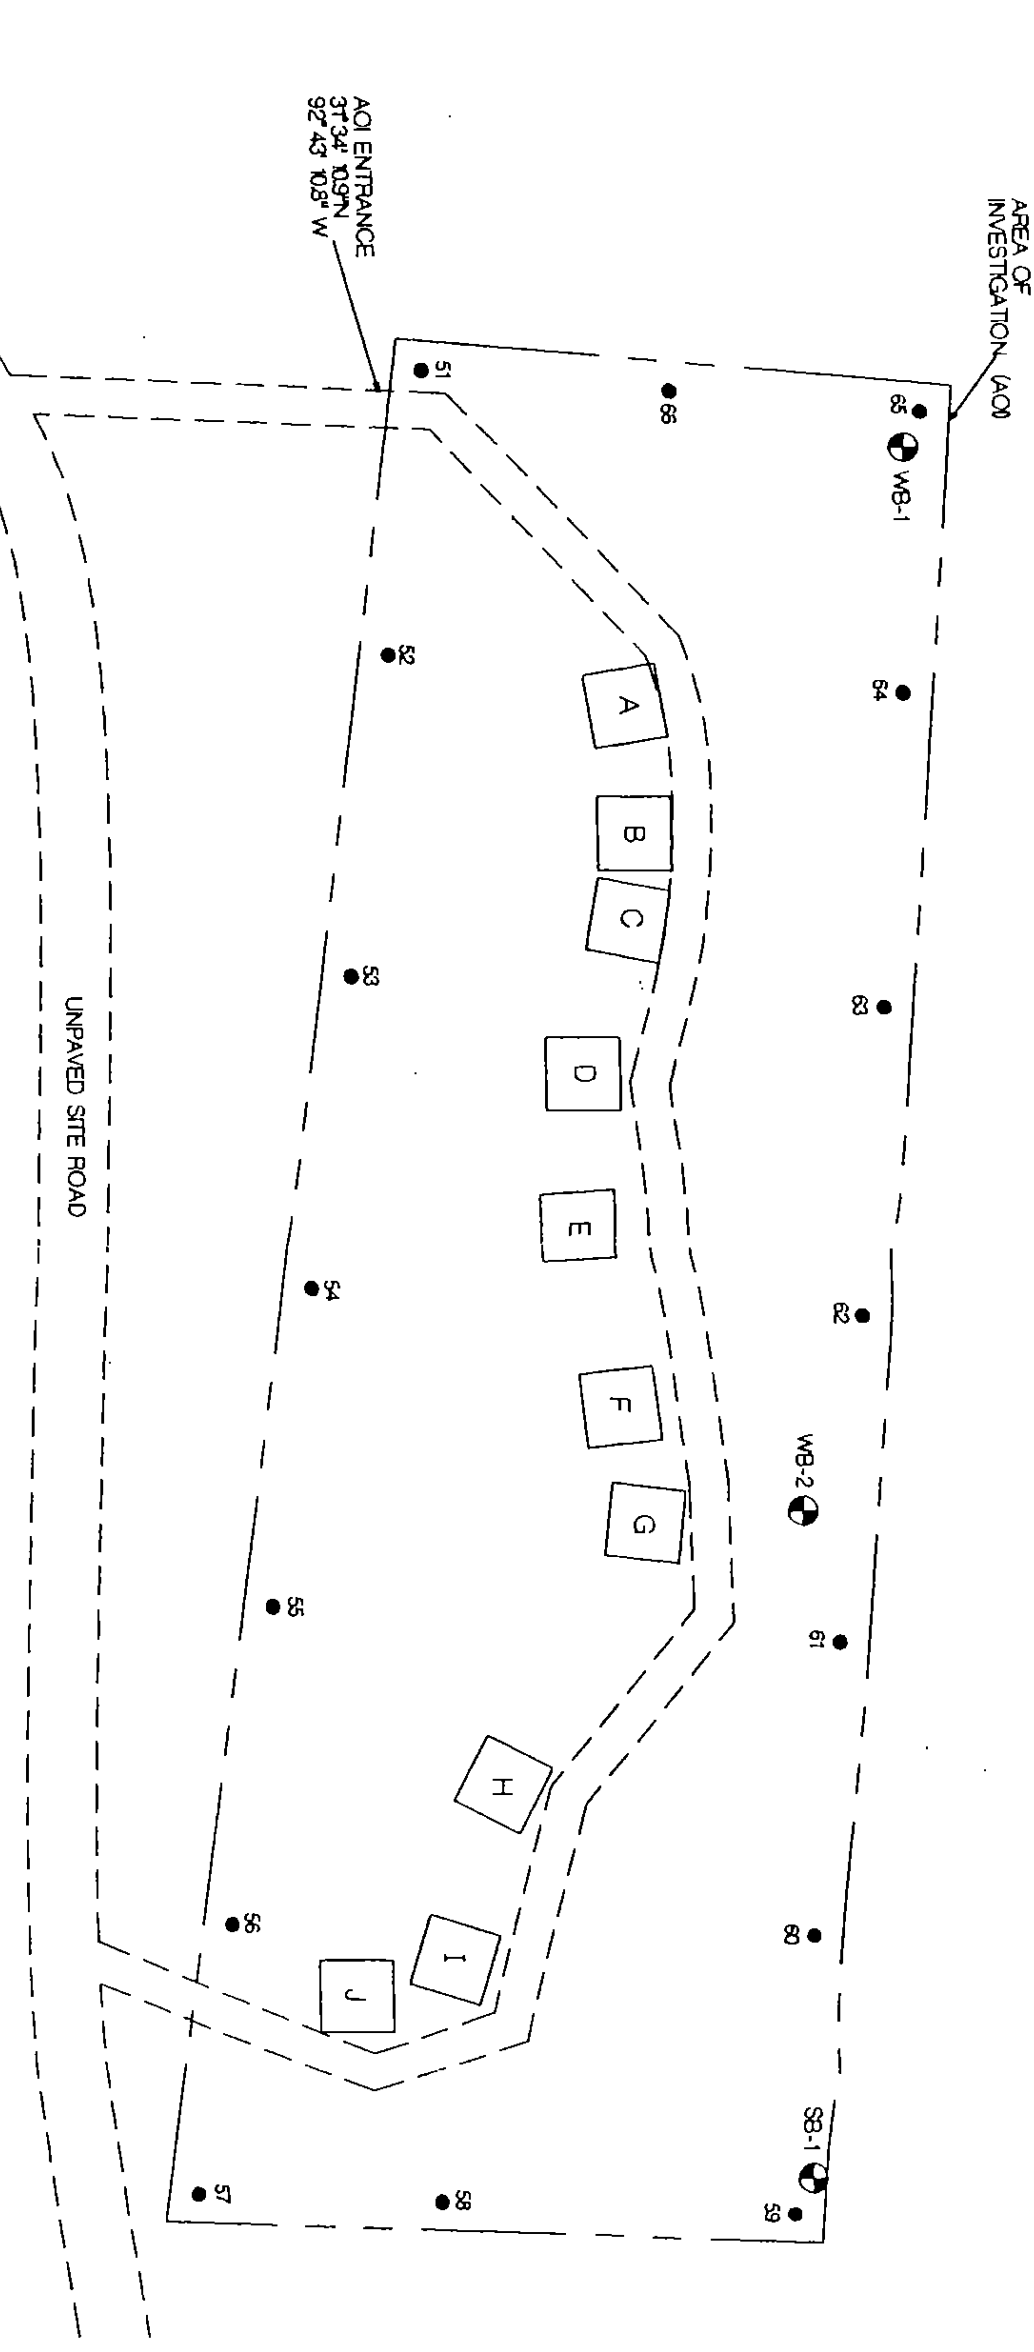 AREA OF
INVESTIGATION (AOI)
AOI ENTRANCE
31° 34' 10.9"N
92° 43' 10.8" W
65
WB-1
64
63
62
WB-2
61
60
SB-1
59
66
58
51
52
53
54
55
56
57
A
B
C
D
E
F
G
H
I
J
UNPAVED SITE ROAD